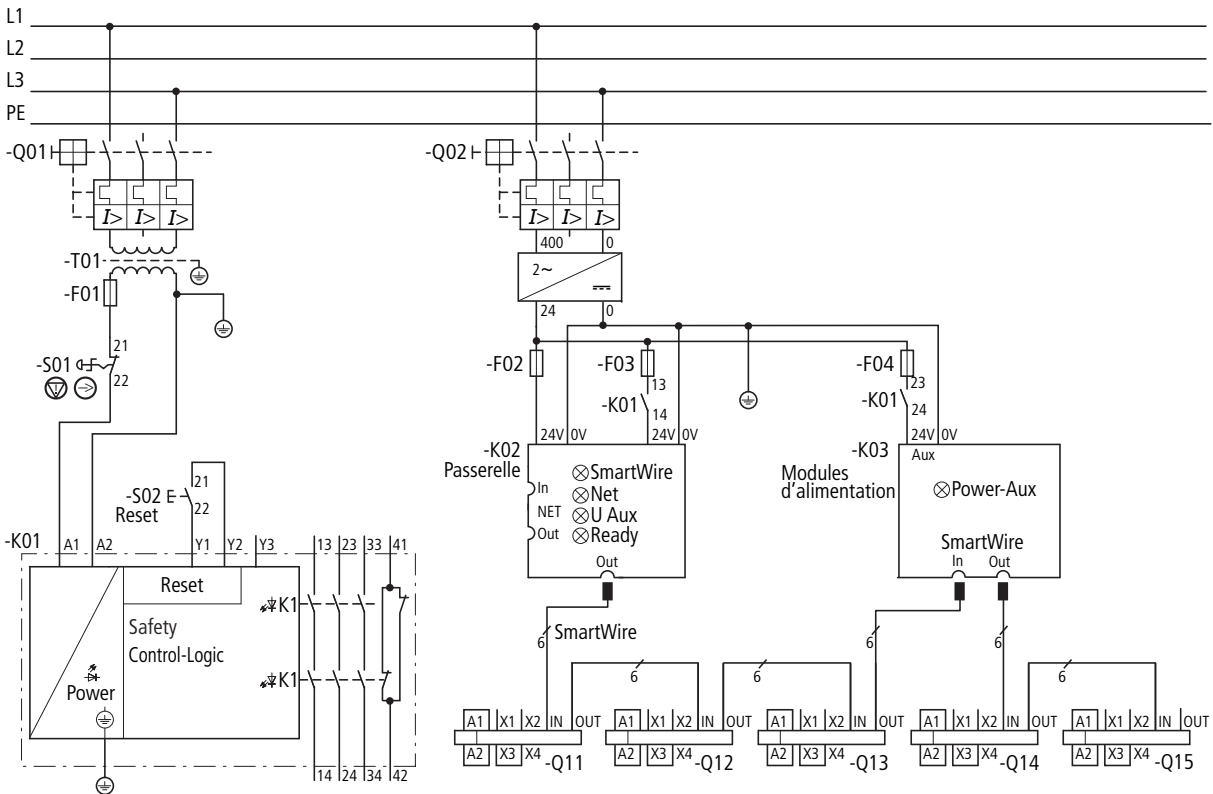 L1
L2
L3
PE
-Q01
-Q02
I> I> I>
I> I> I>
400 0
-T01
2~
-F01
24 0
21
-S01
22
-F02
-F03
-F04
13
23
-K01
-K01
14
24
24V 0V
24V 0V
24V 0V
-K02
Passerelle
SmartWire
In
Net
NET
U Aux
Out
Ready
Out
-K03
Aux
Modules
d'alimentation
Power-Aux
SmartWire
In Out
21
-S02 E
Reset
22
-K01
A1 A2 Y1 Y2 Y3 13 23 33 41
Reset
K1
Safety
Control-Logic
K1
Power
14 24 34 42
6 SmartWire
6
6
6
6
6
A1 X1 X2 IN OUT
A2 X3 X4 -Q11
A1 X1 X2 IN OUT
A2 X3 X4 -Q12
A1 X1 X2 IN OUT
A2 X3 X4 -Q13
A1 X1 X2 IN OUT
A2 X3 X4 -Q14
A1 X1 X2 IN OUT
A2 X3 X4 -Q15